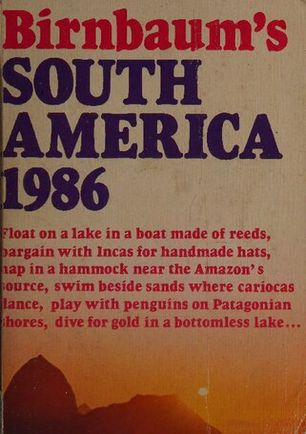 Birnbaum's
SOUTH
AMERICA
1986
Float on a lake in a boat made of reeds,
bargain with Incas for handmade hats,
nap in a hammock near the Amazon's
source, swim beside sands where cariocas
dance, play with penguins on Patagonian
shores, dive for gold in a bottomless lake...